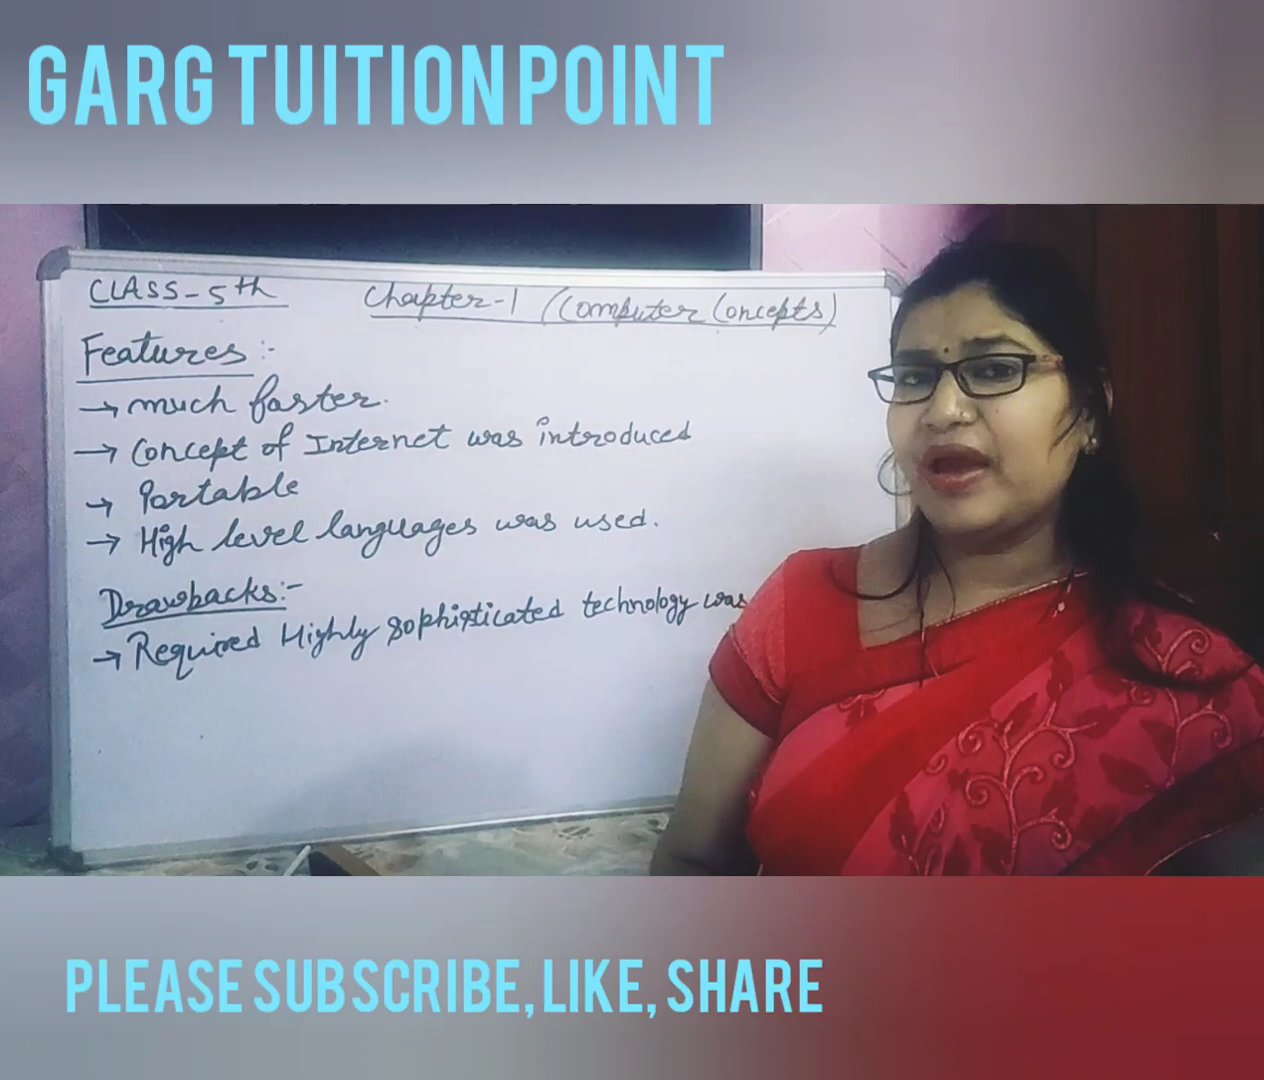 GARG TUITION POINT
CLASS-5th
Chapter-1 (Computer Concepts)
Features:-
→ much faster.
→ Concept of Internet was introduced
→ Portable
→ High level languages was used.
Drawbacks:-
→ Required Highly sophisticated technology was
PLEASE SUBSCRIBE, LIKE, SHARE